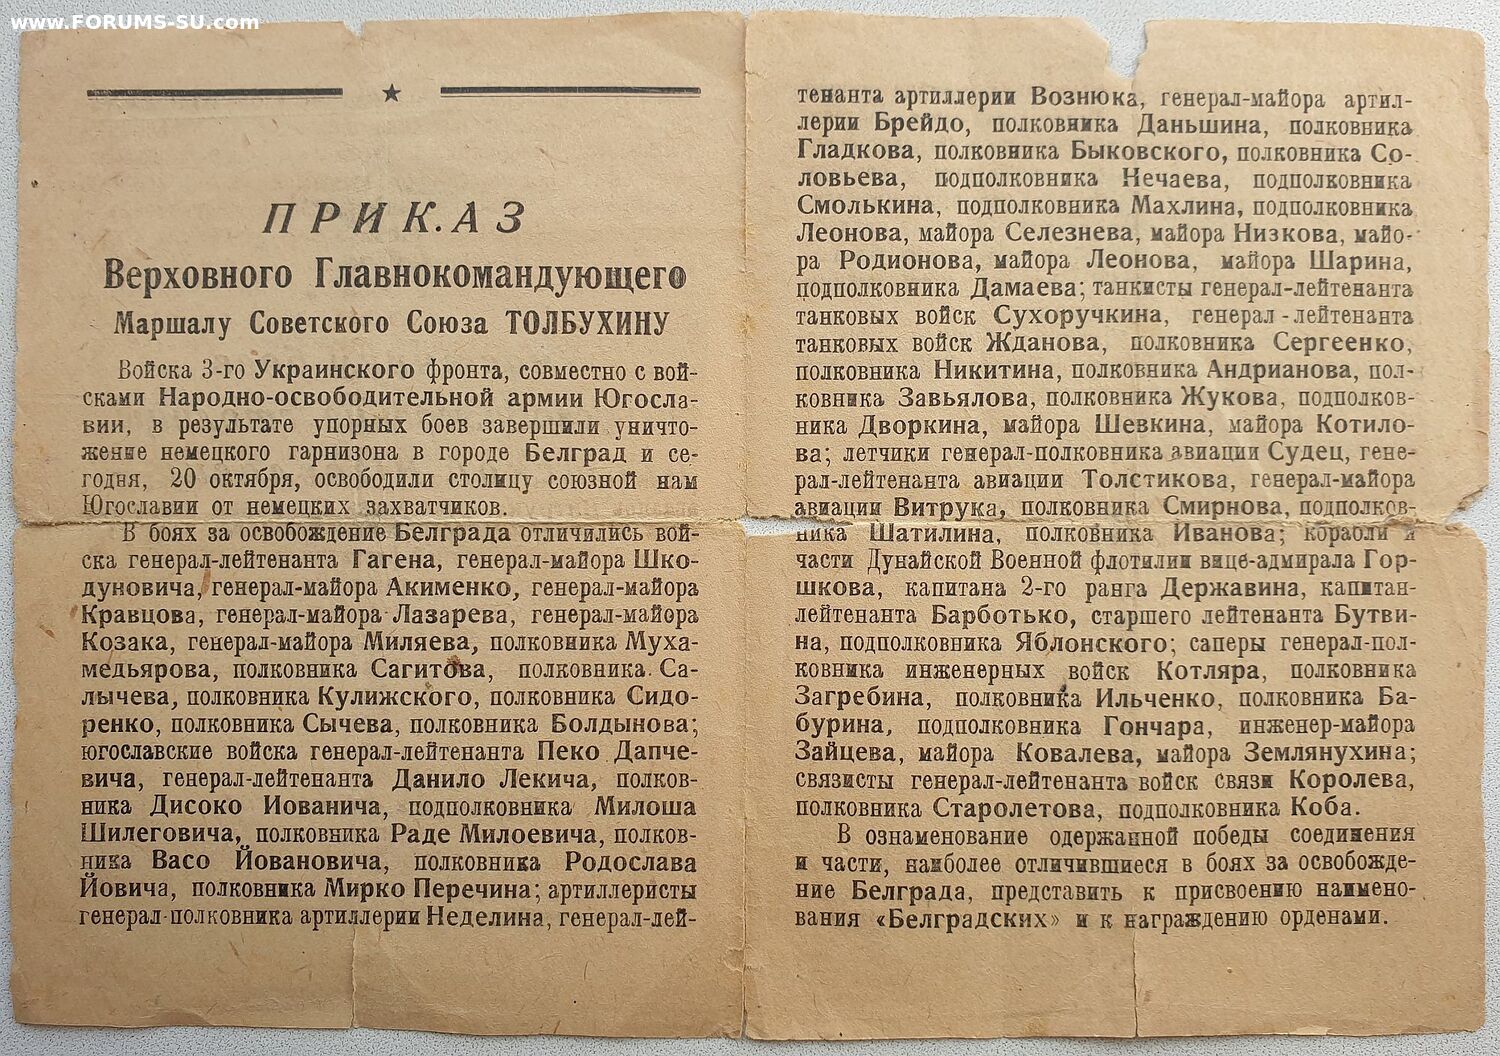 www.FORUMS-SU.com
ПРИКАЗ
Верховного Главнокомандующего
Маршалу Советского Союза ТОЛБУХИНУ
Войска 3-го Украинского фронта, совместно с вой-
сками Народно-освободительной армии Югосла-
вии, в результате упорных боев завершили уничто-
жение немецкого гарнизона в городе Белград и се-
годня, 20 октября, освободили столицу союзной нам
Югославии от немецких захватчиков.
В боях за освобождение Белграда отличились вой-
ска генерал-лейтенанта Гагена, генерал-майора Шко-
дуновича, генерал-майора Акименко, генерал-майора
Кравцова, генерал-майора Лазарева, генерал-майора
Козака, генерал-майора Миляева, полковника Муха-
медьярова, полковника Сагитова, полковника Са-
лычева, полковника Кулижского, полковника Сидо-
ренко, полковника Сычева, полковника Болдынова;
югославские войска генерал-лейтенанта Пеко Дапче-
вича, генерал-лейтенанта Данило Лекича, полков-
ника Дисоко Иованича, подполковника Милоша
Шилеговича, полковника Раде Милоевича, полков-
ника Васо Йовановича, полковника Родослава
Йовича, полковника Мирко Перечина; артиллеристы
генерал-полковника артиллерии Неделина, генерал-лей-
тенанта артиллерии Вознюка, генерал-майора артил-
лерии Брейдо, полковника Даньшина, полковника
Гладкова, полковника Быковского, полковника Со-
ловьева, подполковника Нечаева, подполковника
Смолькина, подполковника Махлина, подполковника
Леонова, майора Селезнева, майора Низкова, майо-
ра Родионова, майора Леонова, майора Шарина,
подполковника Дамаева; танкисты генерал-лейтенанта
танковых войск Сухоручкина, генерал-лейтенанта
танковых войск Жданова, полковника Сергеенко,
полковника Никитина, полковника Андрианова, пол-
ковника Завьялова, полковника Жукова, подполков-
ника Дворкина, майора Шевкина, майора Котило-
ва; летчики генерал-полковника авиации Судец, гене-
рал-лейтенанта авиации Толстикова, генерал-майора
авиации Витрука, полковника Смирнова, подполков-
ника Шатилина, полковника Иванова; корабли и
части Дунайской Военной флотилии вице-адмирала Гор-
шкова, капитана 2-го ранга Державина, капитан-
лейтенанта Барботько, старшего лейтенанта Бутви-
на, подполковника Яблонского; саперы генерал-пол-
ковника инженерных войск Котляра, полковника
Загребина, полковника Ильченко, полковника Ба-
бурина, подполковника Гончара, инженер-майора
Зайцева, майора Ковалева, майора Землянухина;
связисты генерал-лейтенанта войск связи Королева,
полковника Старолетова, подполковника Коба.
В ознаменование одержанной победы соединения
и части, наиболее отличившиеся в боях за освобожде-
ние Белграда, представить к присвоению наимено-
вания «Белградских» и к награждению орденами.